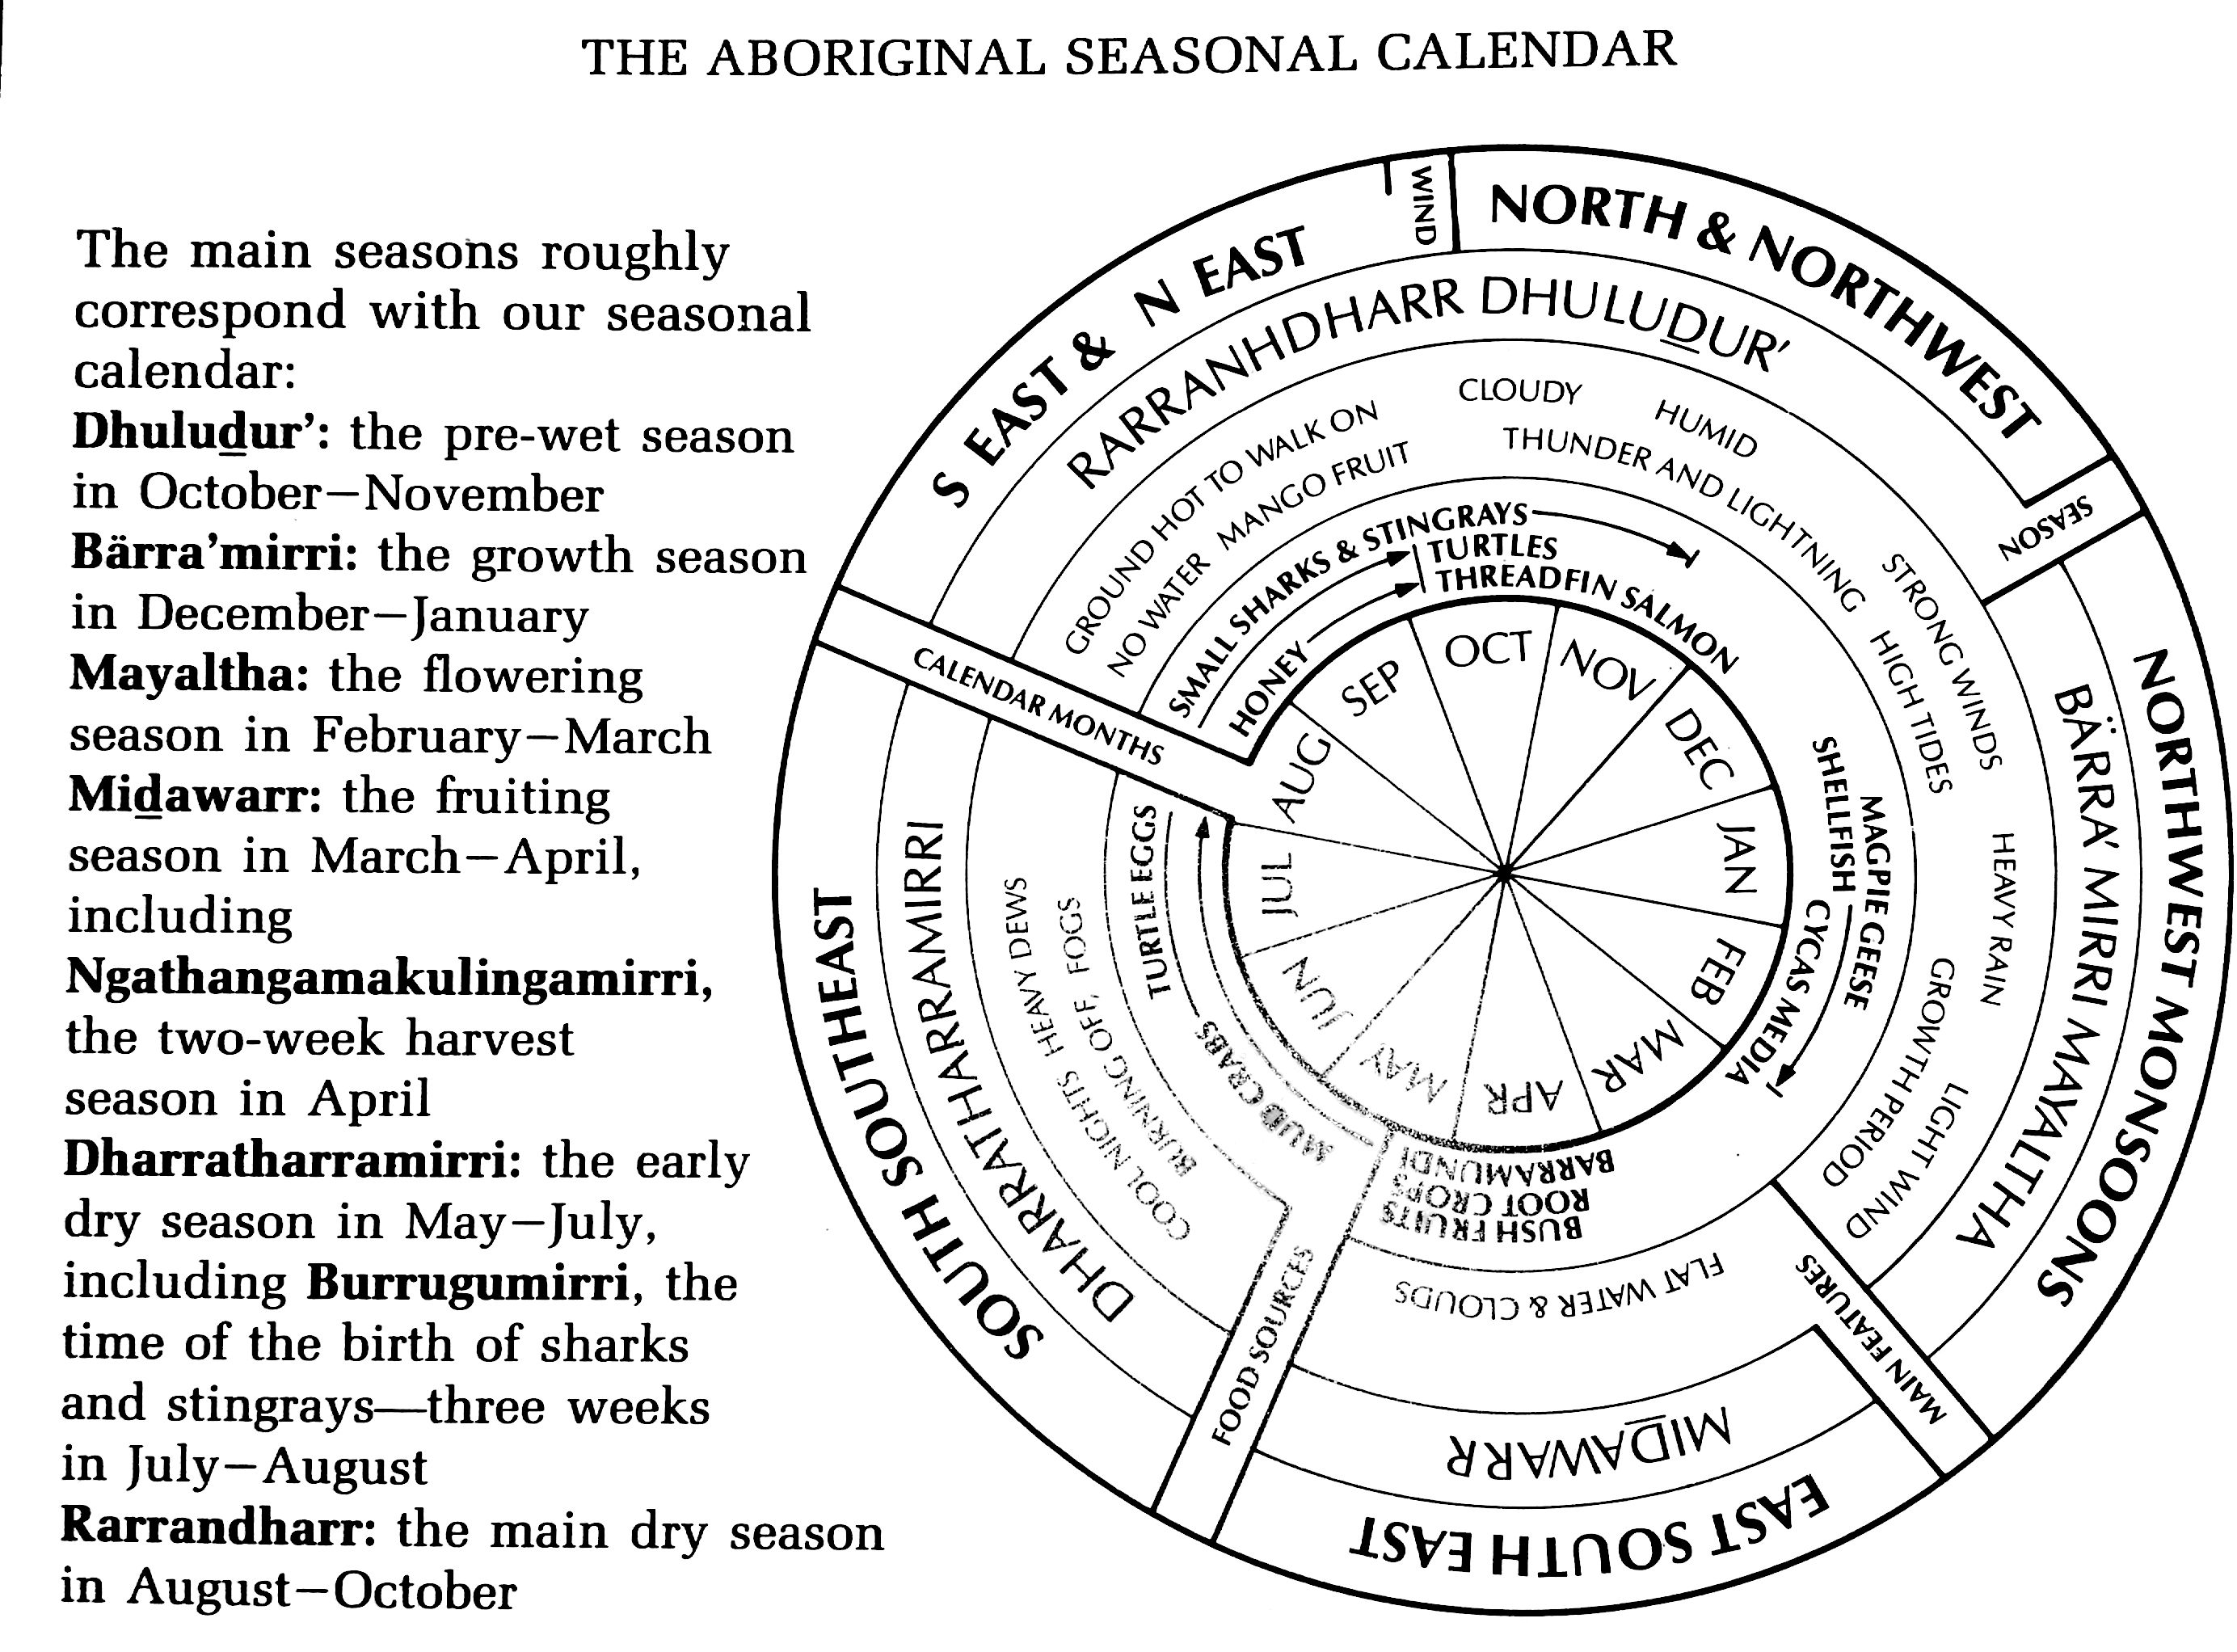 THE ABORIGINAL SEASONAL CALENDAR
The main seasons roughly
correspond with our seasonal
calendar:
Dhuluḏur’: the pre-wet season
in October—November
Bärra’mirri: the growth season
in December—January
Mayaltha: the flowering
season in February—March
Miḏawarr: the fruiting
season in March—April,
including
Ngathangamakulingamirri,
the two-week harvest
season in April
Dharratharramirri: the early
dry season in May—July,
including Burrugumirri, the
time of the birth of sharks
and stingrays—three weeks
in July—August
Rarrandharr: the main dry season
in August—October
WIND
NORTH & NORTHWEST
NORTHWEST MONSOONS
EAST SOUTH EAST
SOUTH SOUTHEAST
S EAST & N EAST
SEASON
RARRANHDHARR
DHULUḎUR’
BÄRRA’ MIRRI
MAYALTHA
MIḎAWARR
DHARRATHARRAMIRRI
MAIN FEATURES
GROUND HOT TO WALK ON
NO WATER
MANGO FRUIT
CLOUDY
HUMID
THUNDER AND LIGHTNING
STRONG WINDS
HIGH TIDES
HEAVY RAIN
GROWTH PERIOD
LIGHT WIND
FLAT WATER & CLOUDS
COOL NIGHTS
HEAVY DEWS
BURNING OFF, FOGS
FOOD SOURCES
SMALL SHARKS & STINGRAYS
TURTLES
THREADFIN SALMON
HONEY
MAGPIE GEESE
SHELLFISH
CYCAS MEDIA
BARRAMUNDI
ROOT CROPS
BUSH FRUITS
MUD CRABS
TURTLE EGGS
CALENDAR MONTHS
SEP
OCT
NOV
DEC
JAN
FEB
MAR
APR
MAY
JUN
JUL
AUG